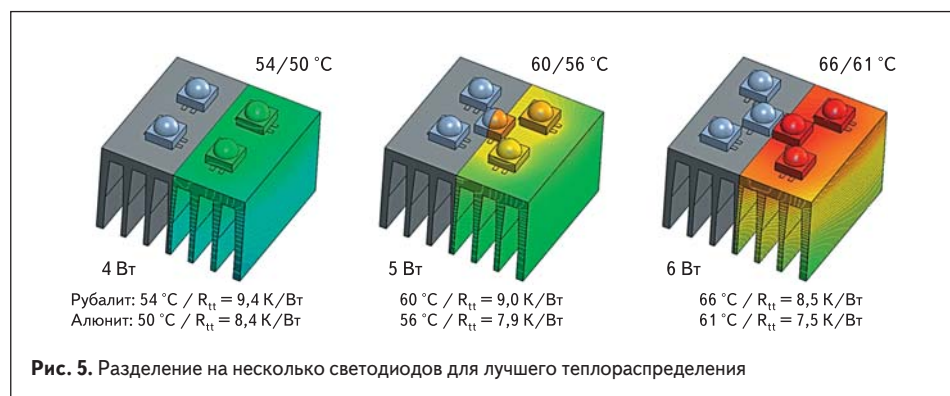 54/50 °C
60/56 °C
66/61 °C
4 Вт
5 Вт
6 Вт
Рубалит: 54 °C / Rtt = 9,4 К/Вт
60 °C / Rtt = 9,0 К/Вт
66 °C / Rtt = 8,5 К/Вт
Алюнит: 50 °C / Rtt = 8,4 К/Вт
56 °C / Rtt = 7,9 К/Вт
61 °C / Rtt = 7,5 К/Вт
Рис. 5. Разделение на несколько светодиодов для лучшего теплораспределения